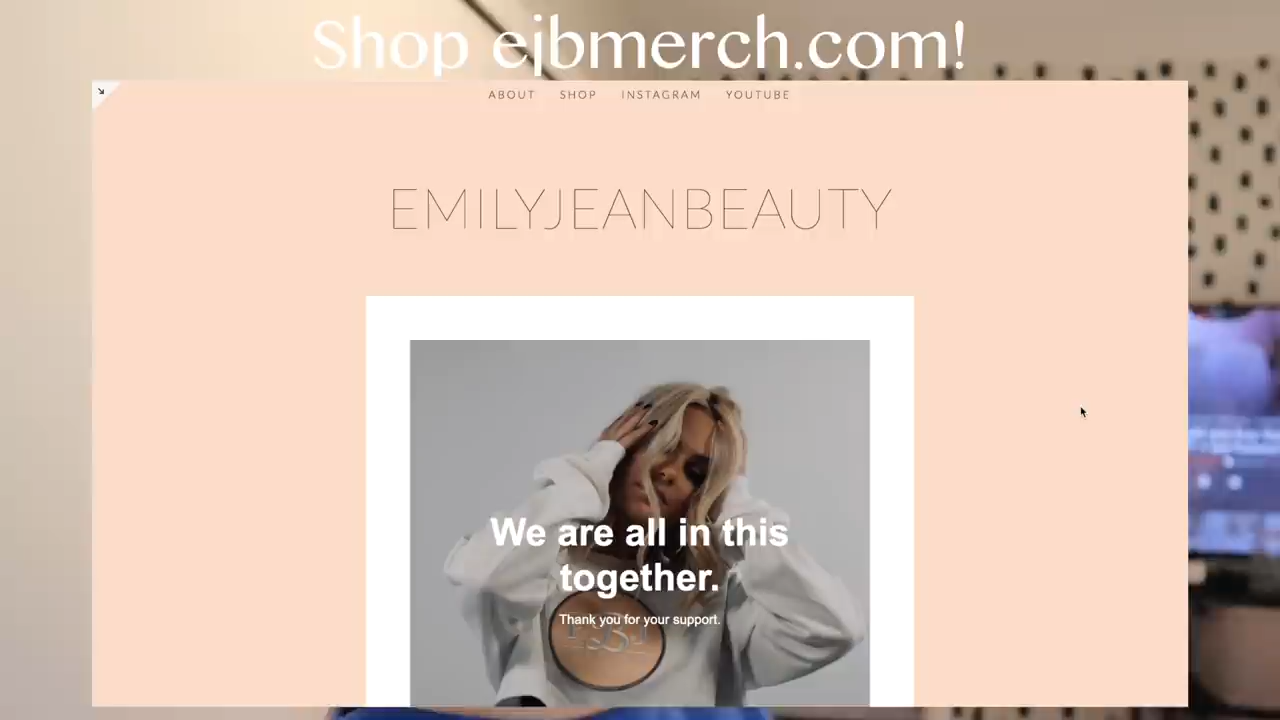 Shop ejbmerch.com!
ABOUT SHOP INSTAGRAM YOUTUBE
EMILYJEANBEAUTY
We are all in this
together.
Thank you for your support.